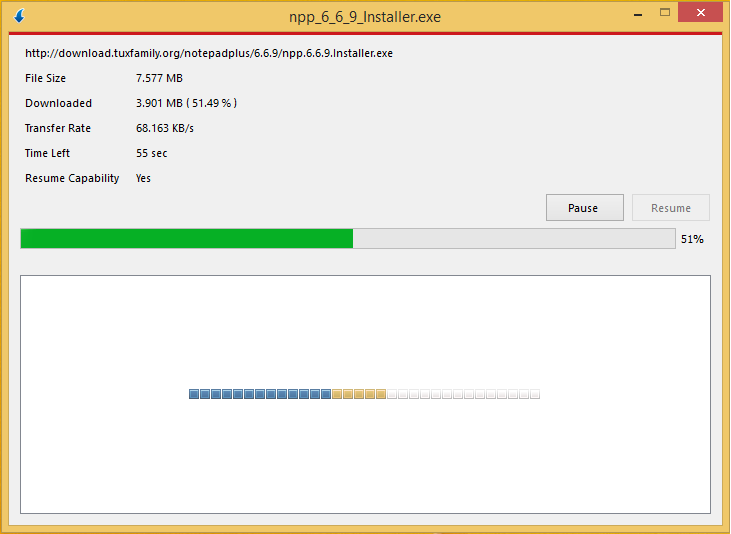 npp_6_6_9_Installer.exe
http://download.tuxfamily.org/notepadplus/6.6.9/npp.6.6.9.Installer.exe
File Size 7.577 MB
Downloaded 3.901 MB ( 51.49 % )
Transfer Rate 68.163 KB/s
Time Left 55 sec
Resume Capability Yes
Pause Resume
51%